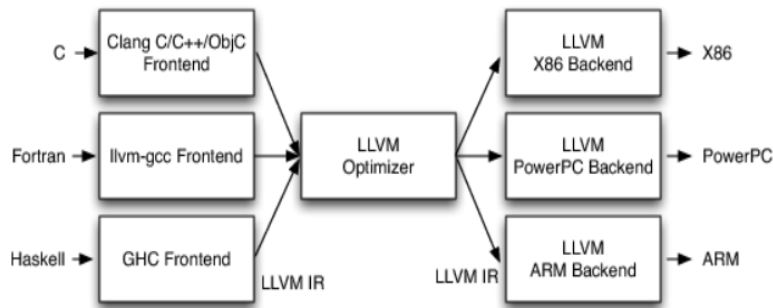 C
Clang C/C++/ObjC
Frontend
LLVM
X86 Backend
X86
Fortran
llvm-gcc Frontend
LLVM
Optimizer
LLVM
PowerPC Backend
PowerPC
Haskell
GHC Frontend
LLVM IR
LLVM IR
LLVM
ARM Backend
ARM